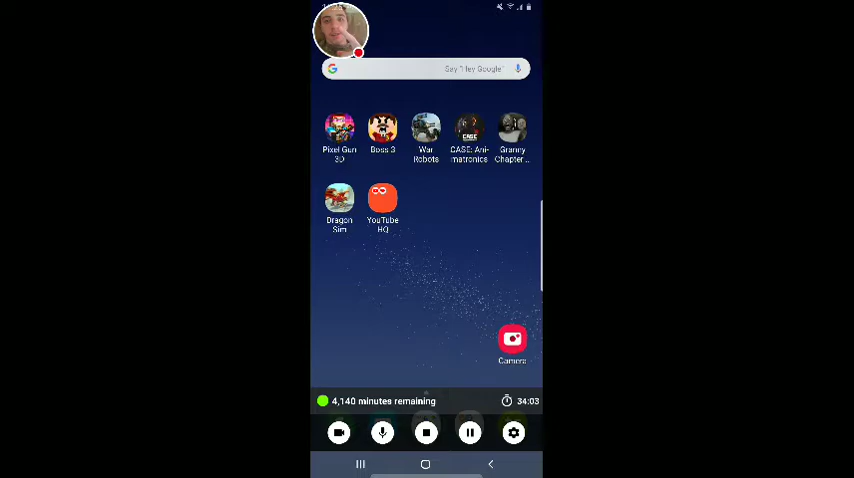 Say "Hey Google"
Pixel Gun
3D
Boss 3
War
Robots
CASE: Ani-
matronics
Granny
Chapter ..
Dragon
Sim
YouTube
HQ
Camera
4,140 minutes remaining
34:03